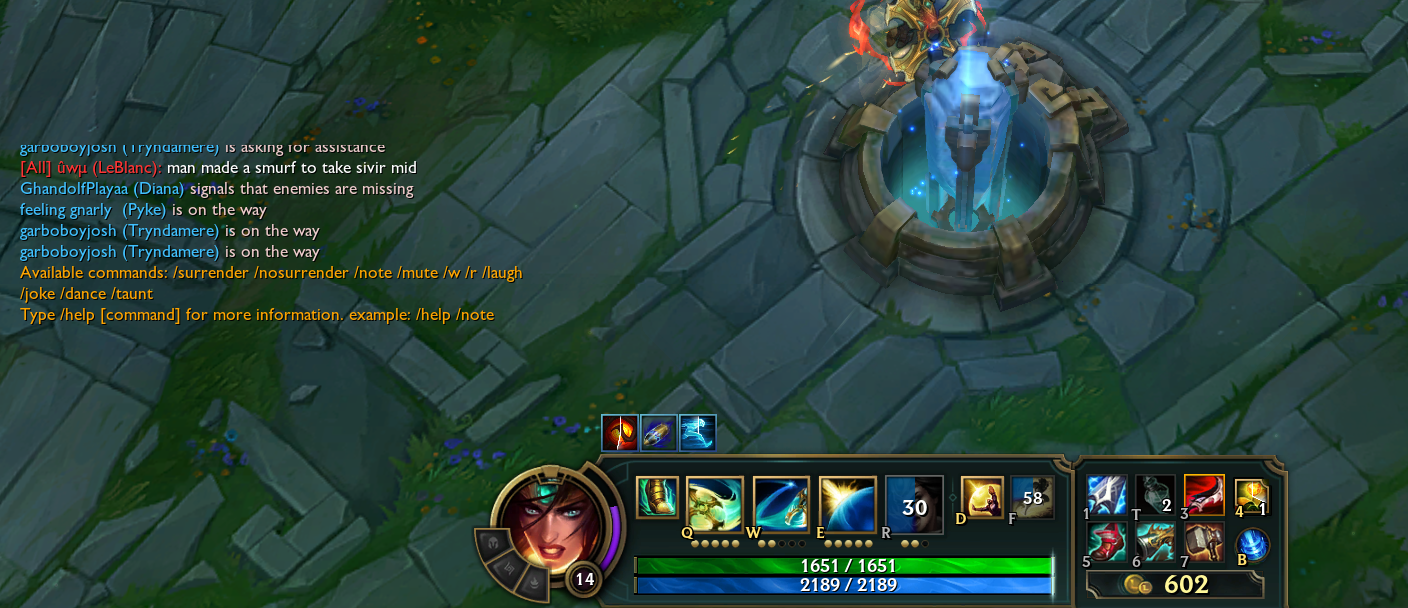 garboboyjosh (Tryndamere) is asking for assistance
[All] ûwµ (LeBlanc): man made a smurf to take sivir mid
GhandolfPlayaa (Diana) signals that enemies are missing
feeling gnarly  (Pyke) is on the way
garboboyjosh (Tryndamere) is on the way
garboboyjosh (Tryndamere) is on the way
Available commands: /surrender /nosurrender /note /mute /w /r /laugh
/joke /dance /taunt
Type /help [command] for more information. example: /help /note
30 58
Q W E R D F
1651 / 1651
2189 / 2189
14
1 T 2 3 4 1
5 6 7 B
602